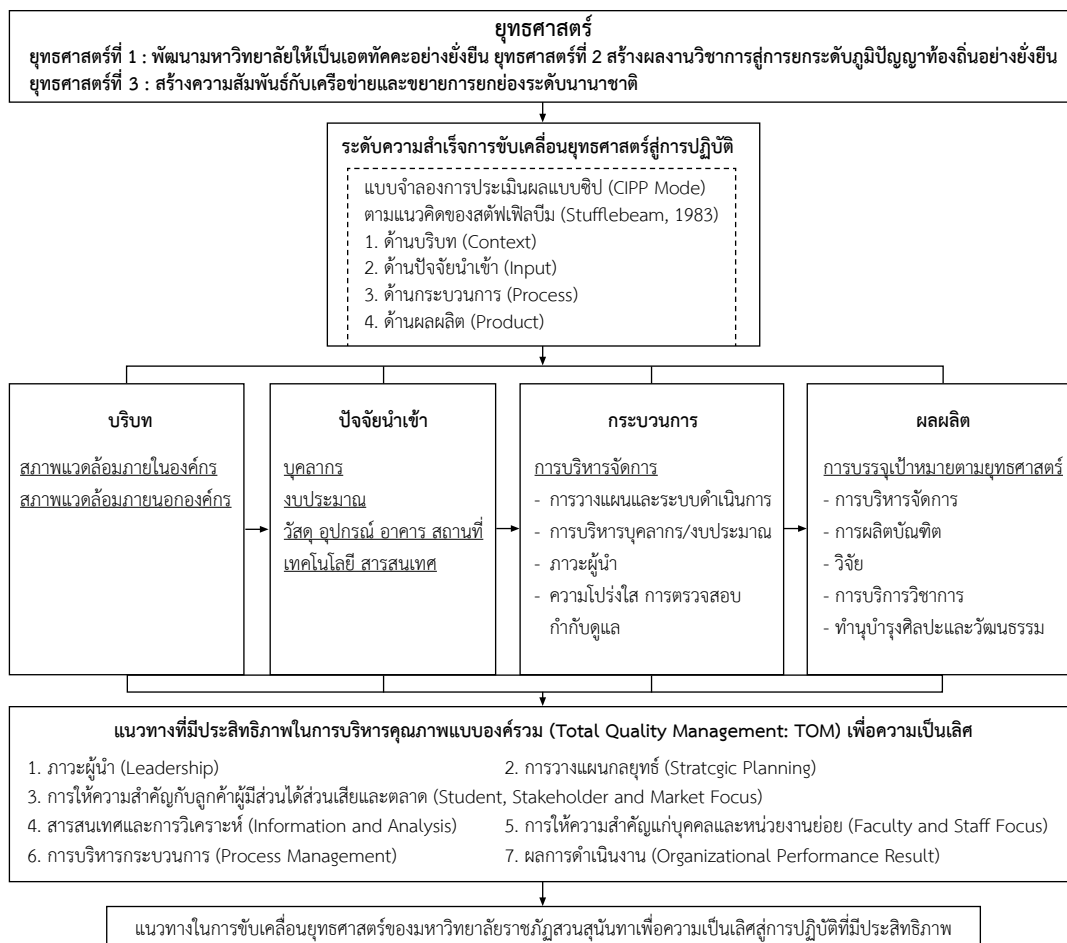 ยุทธศาสตร์
ยุทธศาสตร์ที่ 1 : พัฒนามหาวิทยาลัยให้เป็นเอตทัคคะอย่างยั่งยืน ยุทธศาสตร์ที่ 2 สร้างผลงานวิชาการสู่การยกระดับภูมิปัญญาท้องถิ่นอย่างยั่งยืน
ยุทธศาสตร์ที่ 3 : สร้างความสัมพันธ์กับเครือข่ายและขยายการยกย่องระดับนานาชาติ
ระดับความสำเร็จการขับเคลื่อนยุทธศาสตร์สู่การปฏิบัติ
แบบจำลองการประเมินผลแบบซิป (CIPP Mode)
ตามแนวคิดของสตัฟเฟิลบีม (Stufflebeam, 1983)
1. ด้านบริบท (Context)
2. ด้านปัจจัยนำเข้า (Input)
3. ด้านกระบวนการ (Process)
4. ด้านผลผลิต (Product)
บริบท
สภาพแวดล้อมภายในองค์กร
สภาพแวดล้อมภายนอกองค์กร
ปัจจัยนำเข้า
บุคลากร
งบประมาณ
วัสดุ อุปกรณ์ อาคาร สถานที่
เทคโนโลยี สารสนเทศ
กระบวนการ
การบริหารจัดการ
- การวางแผนและระบบดำเนินการ
- การบริหารบุคลากร/งบประมาณ
- ภาวะผู้นำ
- ความโปร่งใส การตรวจสอบ
กำกับดูแล
ผลผลิต
การบรรจุเป้าหมายตามยุทธศาสตร์
- การบริหารจัดการ
- การผลิตบัณฑิต
- วิจัย
- การบริการวิชาการ
- ทำนุบำรุงศิลปะและวัฒนธรรม
แนวทางที่มีประสิทธิภาพในการบริหารคุณภาพแบบองค์รวม (Total Quality Management: TOM) เพื่อความเป็นเลิศ
1. ภาวะผู้นำ (Leadership) 2. การวางแผนกลยุทธ์ (Stratcgic Planning)
3. การให้ความสำคัญกับลูกค้าผู้มีส่วนได้ส่วนเสียและตลาด (Student, Stakeholder and Market Focus)
4. สารสนเทศและการวิเคราะห์ (Information and Analysis) 5. การให้ความสำคัญแก่บุคคลและหน่วยงานย่อย (Faculty and Staff Focus)
6. การบริหารกระบวนการ (Process Management) 7. ผลการดำเนินงาน (Organizational Performance Result)
แนวทางในการขับเคลื่อนยุทธศาสตร์ของมหาวิทยาลัยราชภัฏสวนสุนันทาเพื่อความเป็นเลิศสู่การปฏิบัติที่มีประสิทธิภาพ